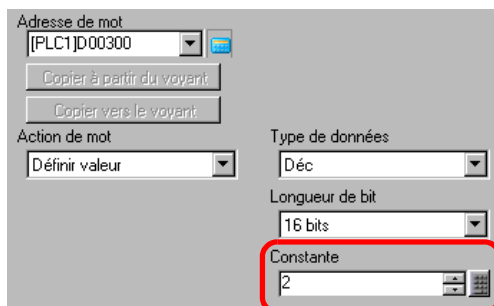 Adresse de mot
[PLC1]D00300
Copier à partir du voyant
Copier vers le voyant
Action de mot
Définir valeur
Type de données
Déc
Longueur de bit
16 bits
Constante
2